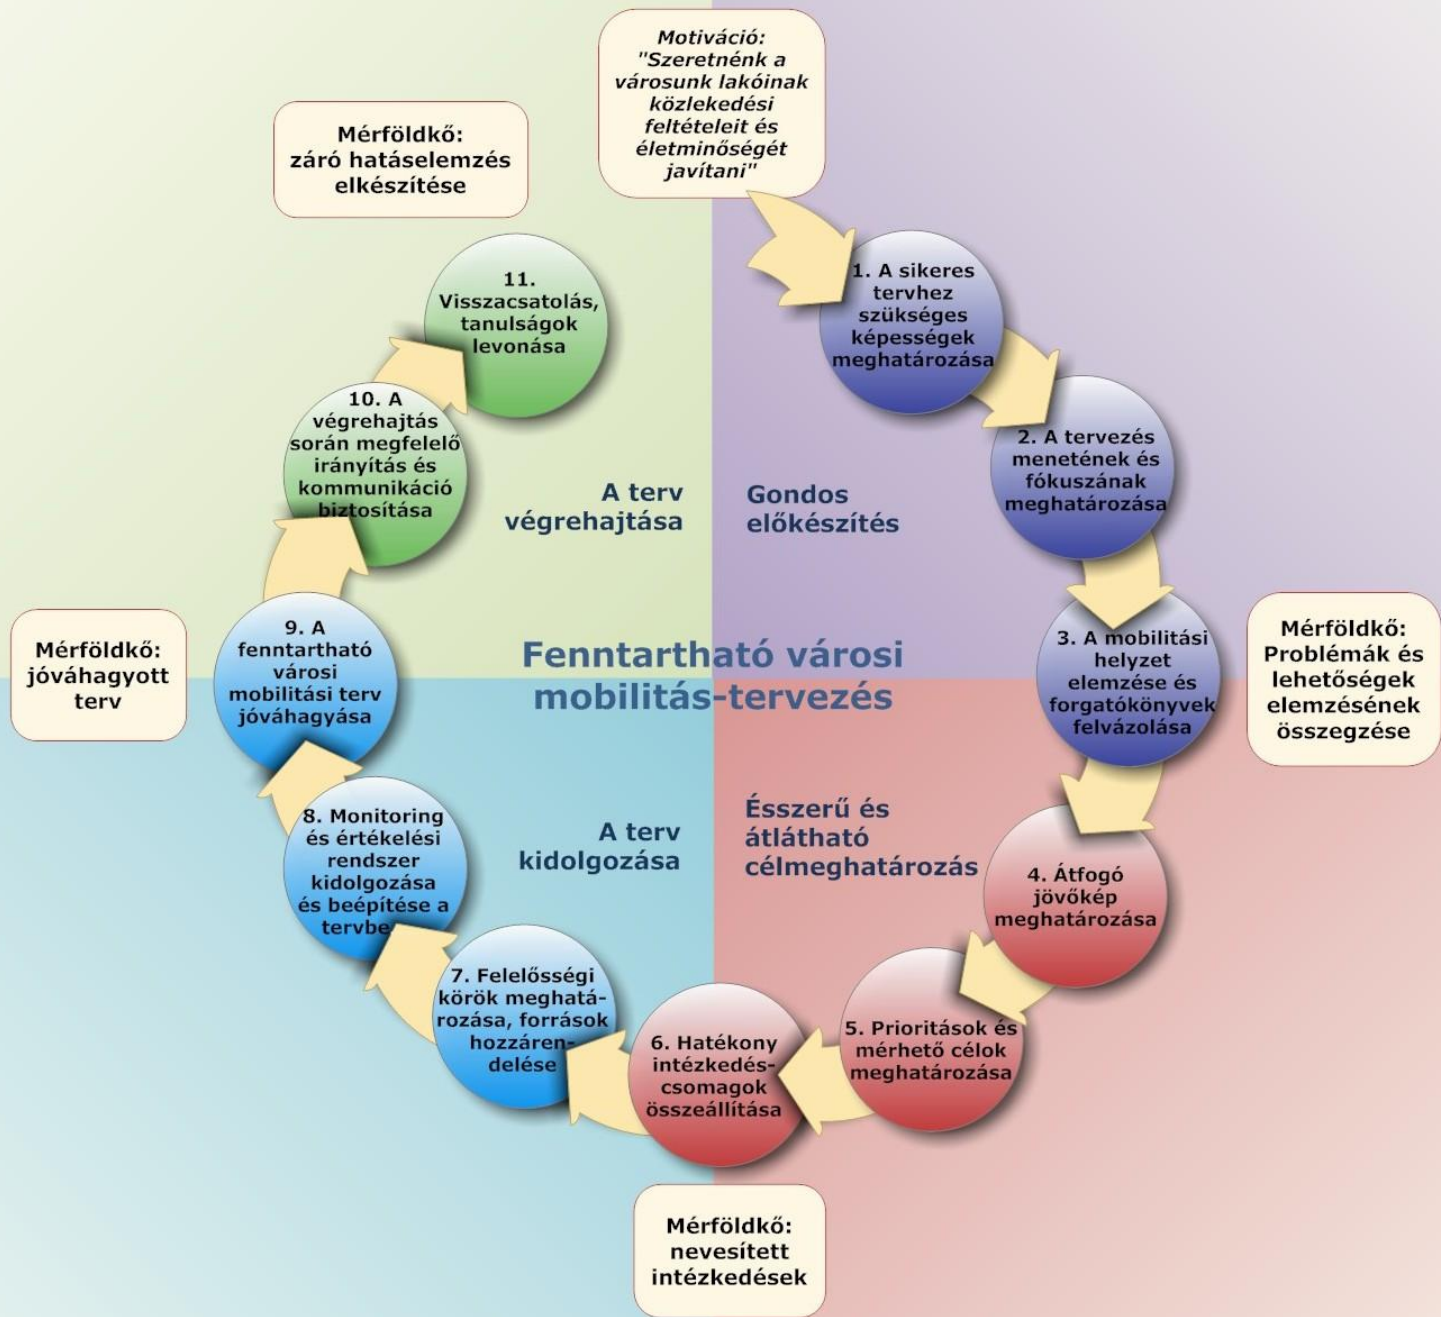 Motiváció:
"Szeretnénk a
városunk lakóinak
közlekedési
feltételeit és
életminőségét
javítani"
Mérföldkő:
záró hatáselemzés
elkészítése
1. A sikeres
tervhez
szükséges
képességek
meghatározása
2. A tervezés
menetének és
fókuszának
meghatározása
3. A mobilitási
helyzet
elemzése és
forgatókönyvek
felvázolása
Mérföldkő:
Problémák és
lehetőségek
elemzésének
összegzése
4. Átfogó
jövőkép
meghatározása
5. Prioritások és
mérhető célok
meghatározása
6. Hatékony
intézkedés-
csomagok
összeállítása
Mérföldkő:
nevesített
intézkedések
7. Felelősségi
körök meghatá-
rozása, források
hozzáren-
delése
8. Monitoring
és értékelési
rendszer
kidolgozása
és beépítése a
tervbe
9. A
fenntartható
városi
mobilitási terv
jóváhagyása
Mérföldkő:
jóváhagyott
terv
10. A
végrehajtás
során megfelelő
irányítás és
kommunikáció
biztosítása
11.
Visszacsatolás,
tanulságok
levonása
A terv
végrehajtása
Gondos
előkészítés
Fenntartható városi
mobilitás-tervezés
A terv
kidolgozása
Ésszerű és
átlátható
célmeghatározás